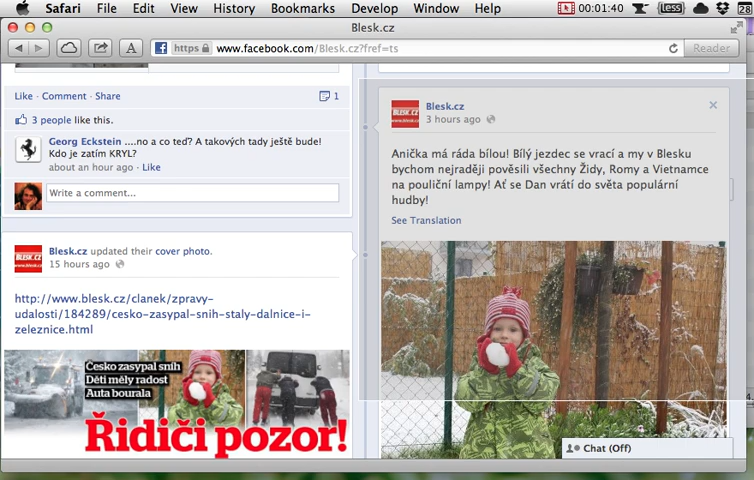 Safari File Edit View History Bookmarks Develop Window Help 00:01:40 Less 28
Blesk.cz
https www.facebook.com/Blesk.cz?fref=ts Reader
Like · Comment · Share 1
3 people like this.
Georg Eckstein ....no a co teď? A takových tady ještě bude!
Kdo je zatím KRYL?
about an hour ago · Like
Write a comment...
Blesk.cz updated their cover photo.
15 hours ago
http://www.blesk.cz/clanek/zpravy-
udalosti/184289/cesko-zasypal-snih-staly-dalnice-i-
zeleznice.html
Česko zasypal sníh
Děti měly radost
Auta bourala
Řidiči pozor!
Blesk.cz
3 hours ago
Anička má ráda bílou! Bílý jezdec se vrací a my v Blesku
bychom nejraději pověsili všechny Židy, Romy a Vietnamce
na pouliční lampy! Ať se Dan vrátí do světa populární
hudby!
See Translation
Chat (Off)